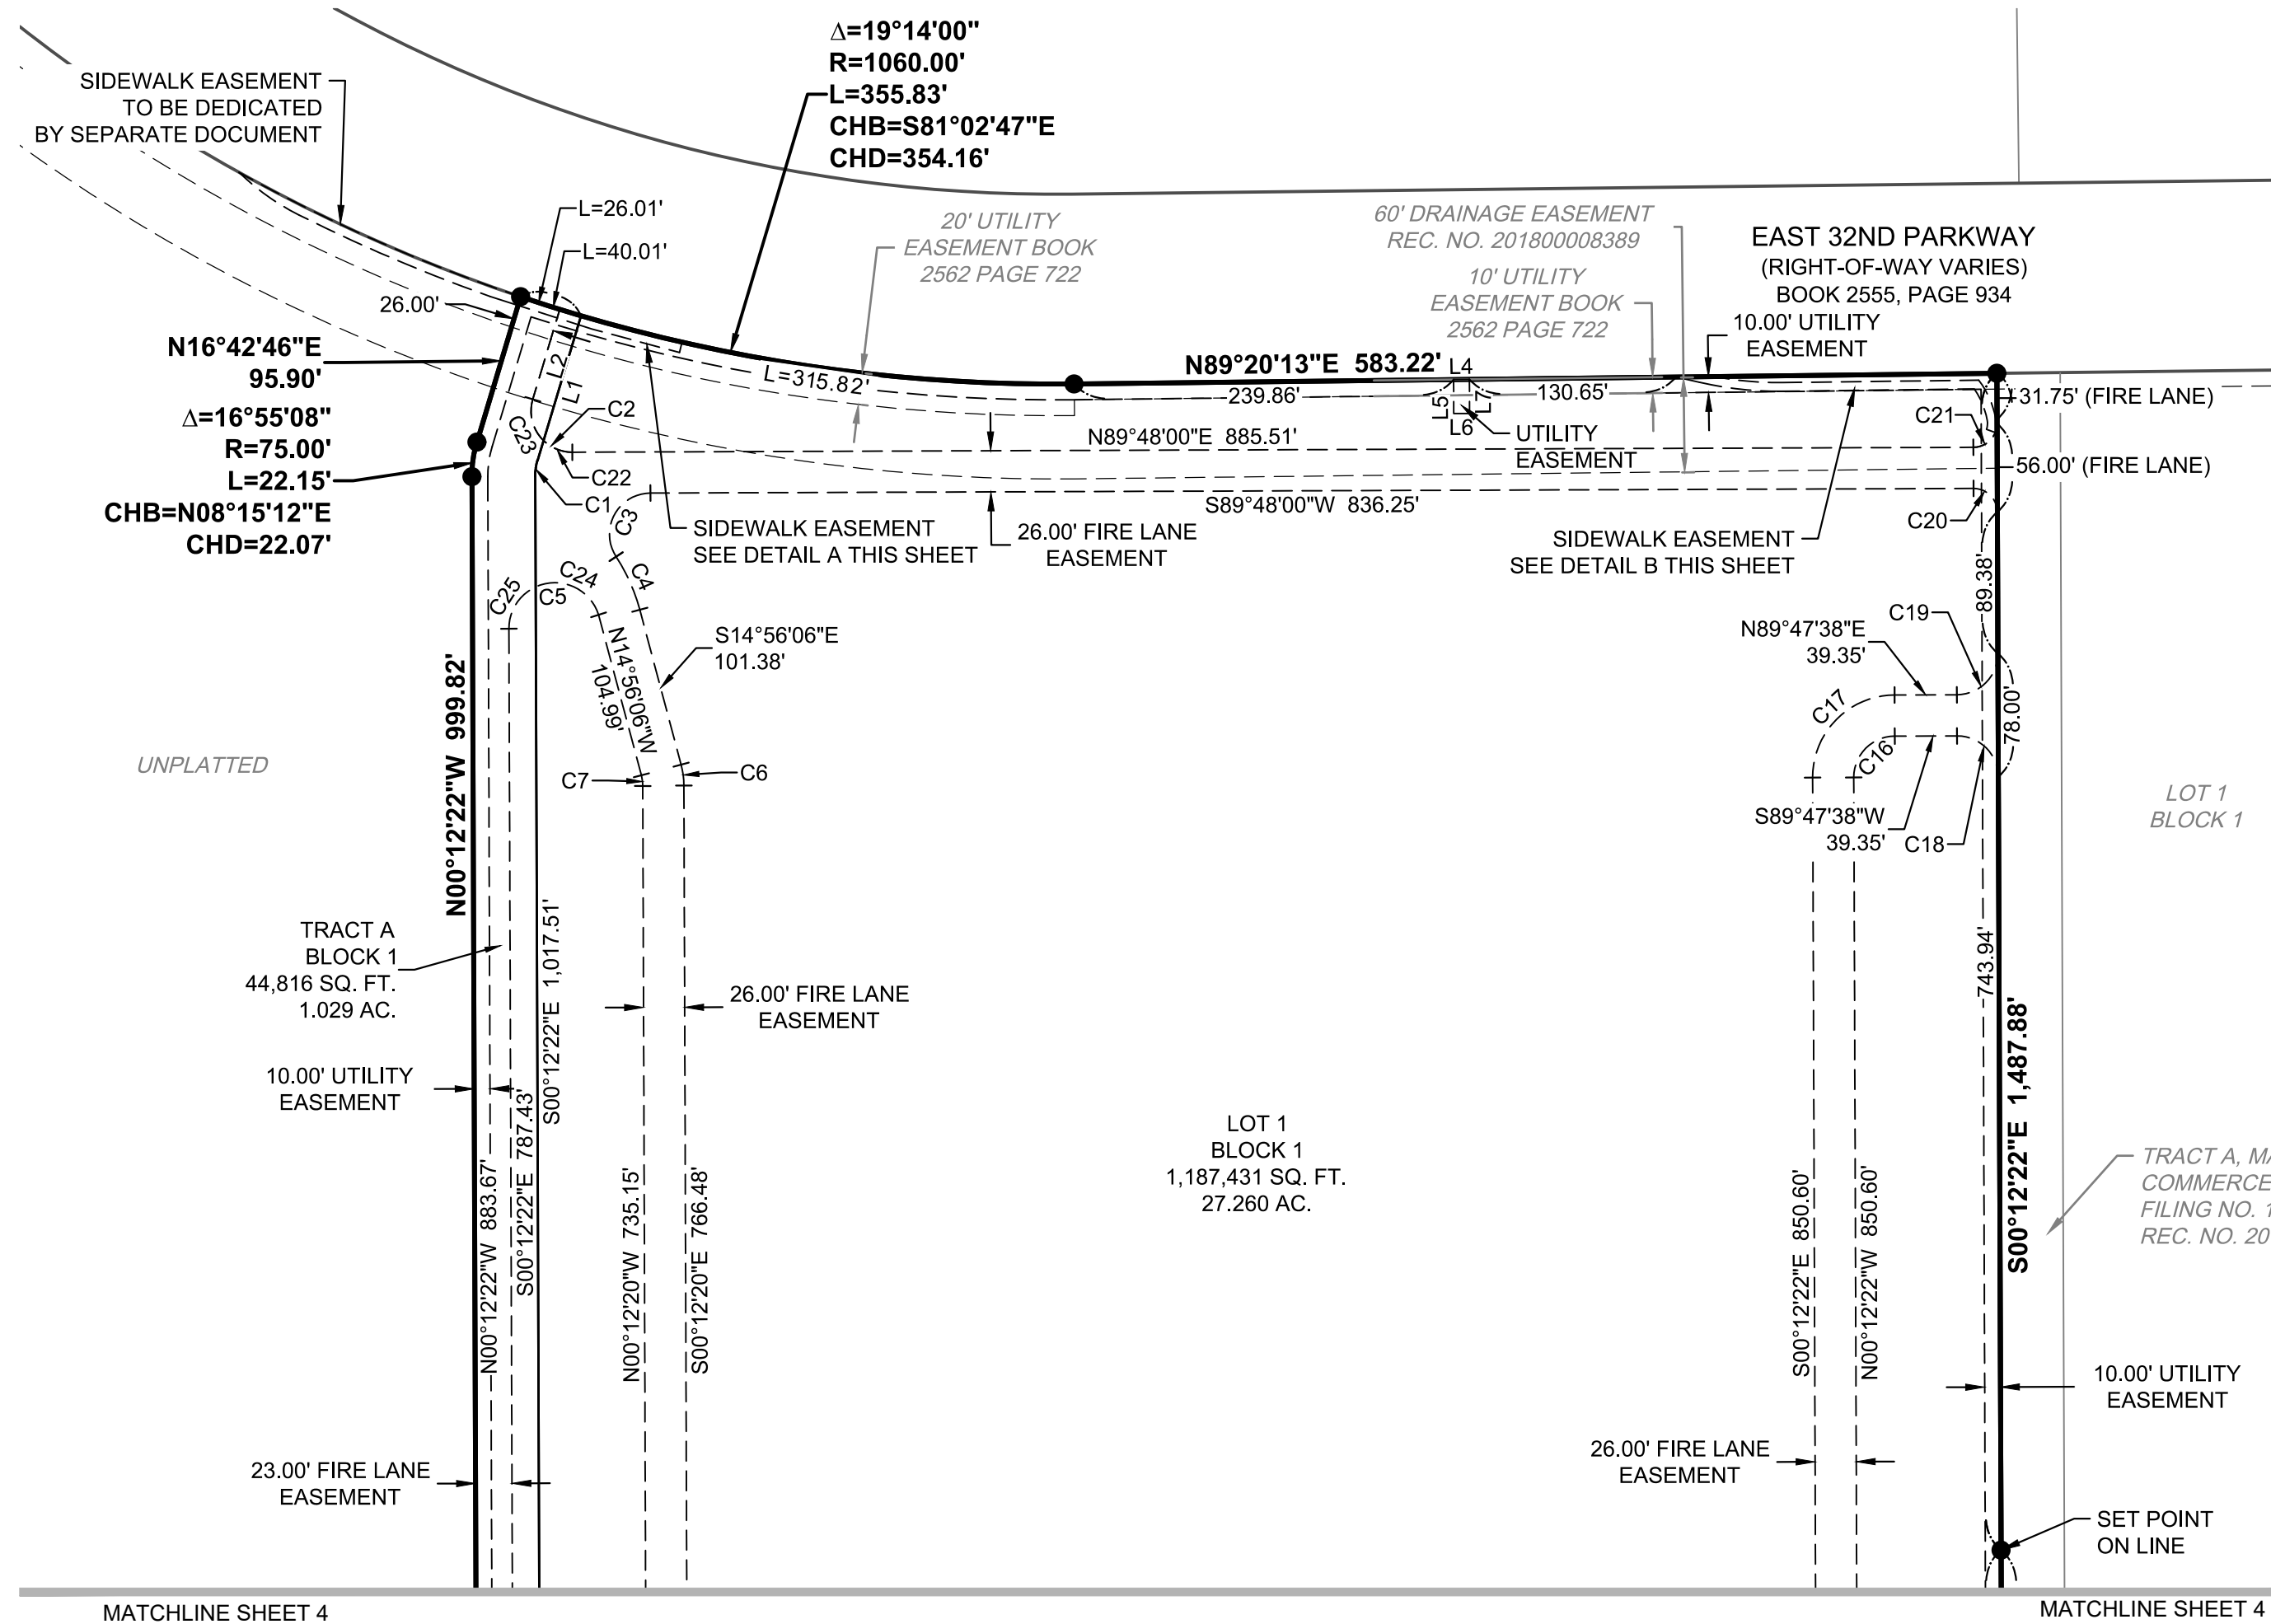 Δ=19°14'00"
R=1060.00'
L=355.83'
CHB=S81°02'47"E
CHD=354.16'
SIDEWALK EASEMENT
TO BE DEDICATED
BY SEPARATE DOCUMENT
L=26.01'
L=40.01'
26.00'
20' UTILITY
EASEMENT BOOK
2562 PAGE 722
60' DRAINAGE EASEMENT
REC. NO. 201800008389
10' UTILITY
EASEMENT BOOK
2562 PAGE 722
EAST 32ND PARKWAY
(RIGHT-OF-WAY VARIES)
BOOK 2555, PAGE 934
10.00' UTILITY
EASEMENT
N16°42'46"E
95.90'
Δ=16°55'08"
R=75.00'
L=22.15'
CHB=N08°15'12"E
CHD=22.07'
L2
L1
L=315.82'
N89°20'13"E 583.22'
L4
239.86'
L5
L6
L7
130.65'
31.75' (FIRE LANE)
C2
C23
C22
C1
N89°48'00"E 885.51'
UTILITY
EASEMENT
C21
56.00' (FIRE LANE)
S89°48'00"W 836.25'
C3
SIDEWALK EASEMENT
SEE DETAIL A THIS SHEET
26.00' FIRE LANE
EASEMENT
SIDEWALK EASEMENT
SEE DETAIL B THIS SHEET
C20
89.38'
C24
C4
C25
C5
S14°56'06"E
101.38'
N14°56'06"W
104.99'
C19
N89°47'38"E
39.35'
C17
C16
78.00'
C7
C6
S89°47'38"W
39.35'
C18
UNPLATTED
N00°12'22"W 999.82'
LOT 1
BLOCK 1
TRACT A
BLOCK 1
44,816 SQ. FT.
1.029 AC.
S00°12'22"E 1,017.51'
26.00' FIRE LANE
EASEMENT
743.94'
S00°12'22"E 1,487.88'
10.00' UTILITY
EASEMENT
N00°12'22"W 883.67'
S00°12'22"E 787.43'
N00°12'20"W 735.15'
S00°12'20"E 766.48'
LOT 1
BLOCK 1
1,187,431 SQ. FT.
27.260 AC.
S00°12'22"E 850.60'
N00°12'22"W 850.60'
TRACT A,
COMMERCE
FILING NO. 1
REC. NO. 20
10.00' UTILITY
EASEMENT
23.00' FIRE LANE
EASEMENT
26.00' FIRE LANE
EASEMENT
SET POINT
ON LINE
MATCHLINE SHEET 4
MATCHLINE SHEET 4